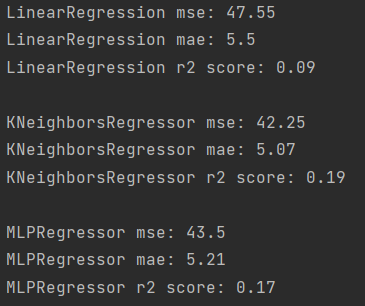 LinearRegression mse: 47.55
LinearRegression mae: 5.5
LinearRegression r2 score: 0.09
KNeighborsRegressor mse: 42.25
KNeighborsRegressor mae: 5.07
KNeighborsRegressor r2 score: 0.19
MLPRegressor mse: 43.5
MLPRegressor mae: 5.21
MLPRegressor r2 score: 0.17